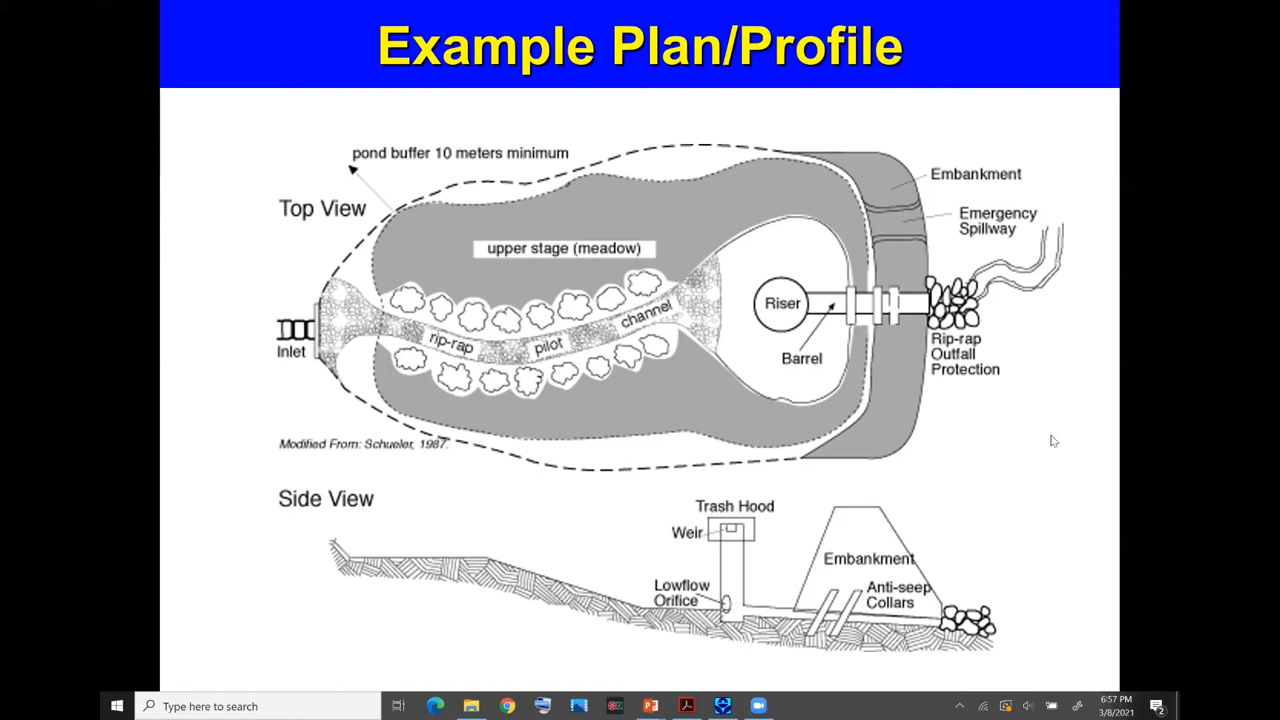 Example Plan/Profile
pond buffer 10 meters minimum
Top View
upper stage (meadow)
Embankment
Emergency
Spillway
Riser
channel
rip-rap
pilot
Inlet
Barrel
Rip-rap
Outfall
Protection
Modified From: Schueler, 1987.
Side View
Trash Hood
Weir
Embankment
Lowflow
Orifice
Anti-seep
Collars
Type here to search
6:57 PM
3/8/2021
2